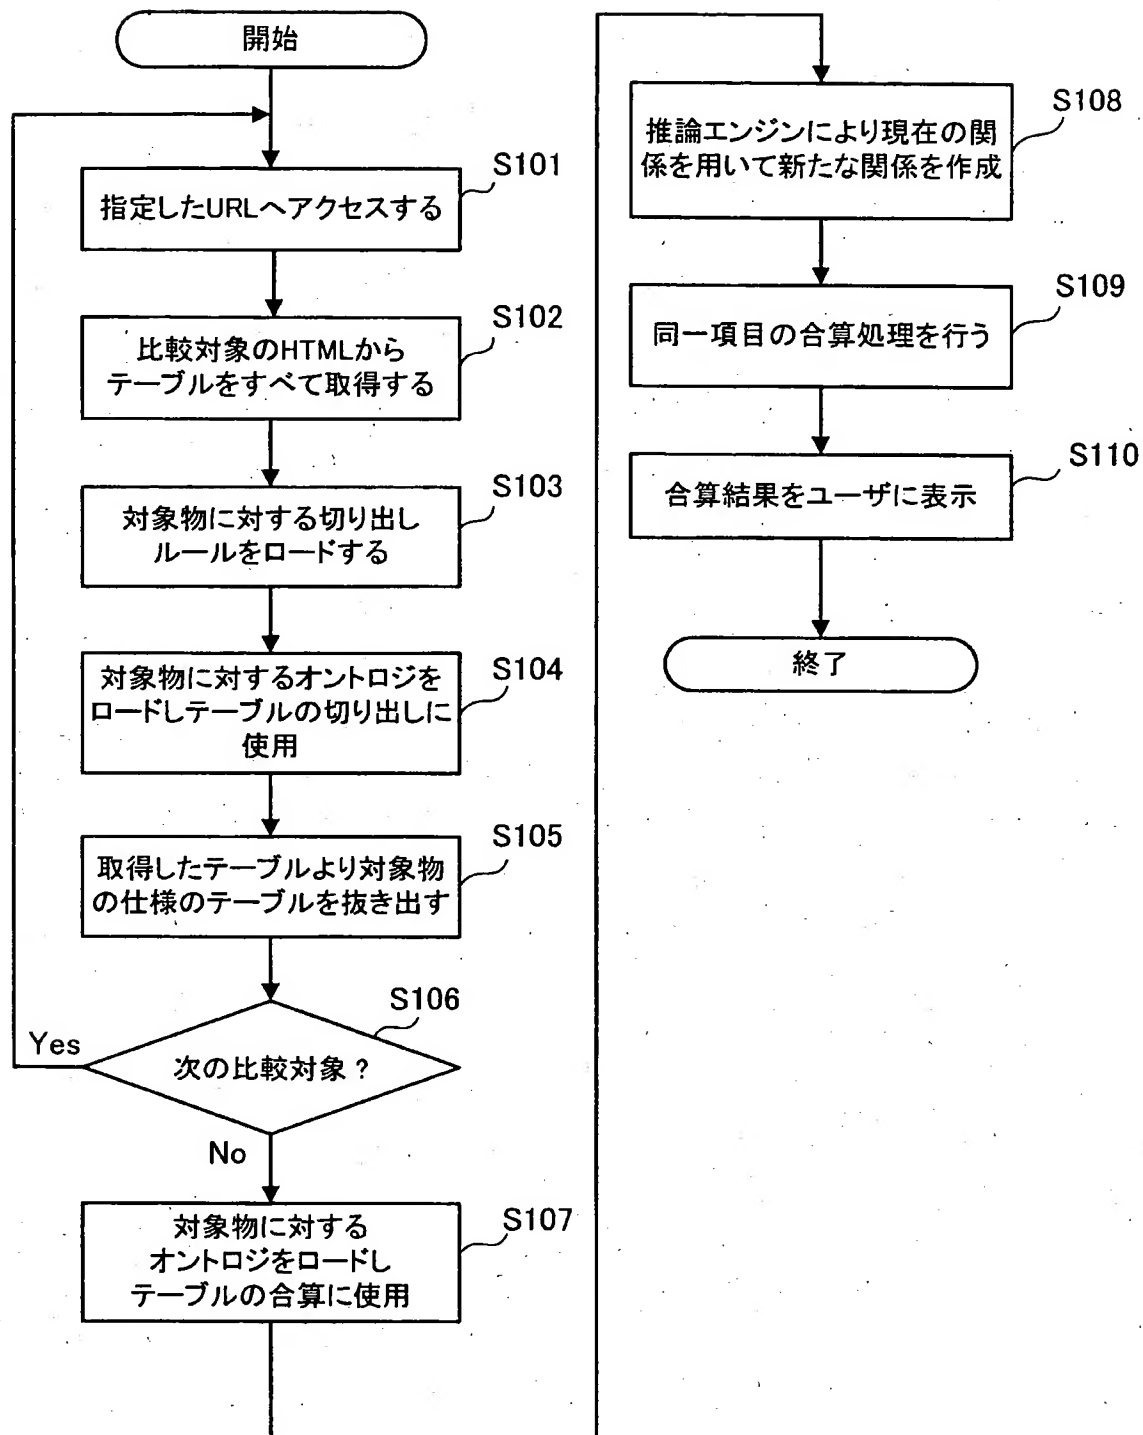 開始
S101
指定したURLへアクセスする
S102
比較対象のHTMLから
テーブルをすべて取得する
S103
対象物に対する切り出し
ルールをロードする
S104
対象物に対するオントロジを
ロードしテーブルの切り出しに
使用
S105
取得したテーブルより対象物
の仕様のテーブルを抜き出す
S106
Yes
次の比較対象?
No
S107
対象物に対する
オントロジをロードし
テーブルの合算に使用
S108
推論エンジンにより現在の関
係を用いて新たな関係を作成
S109
同一項目の合算処理を行う
S110
合算結果をユーザに表示
終了